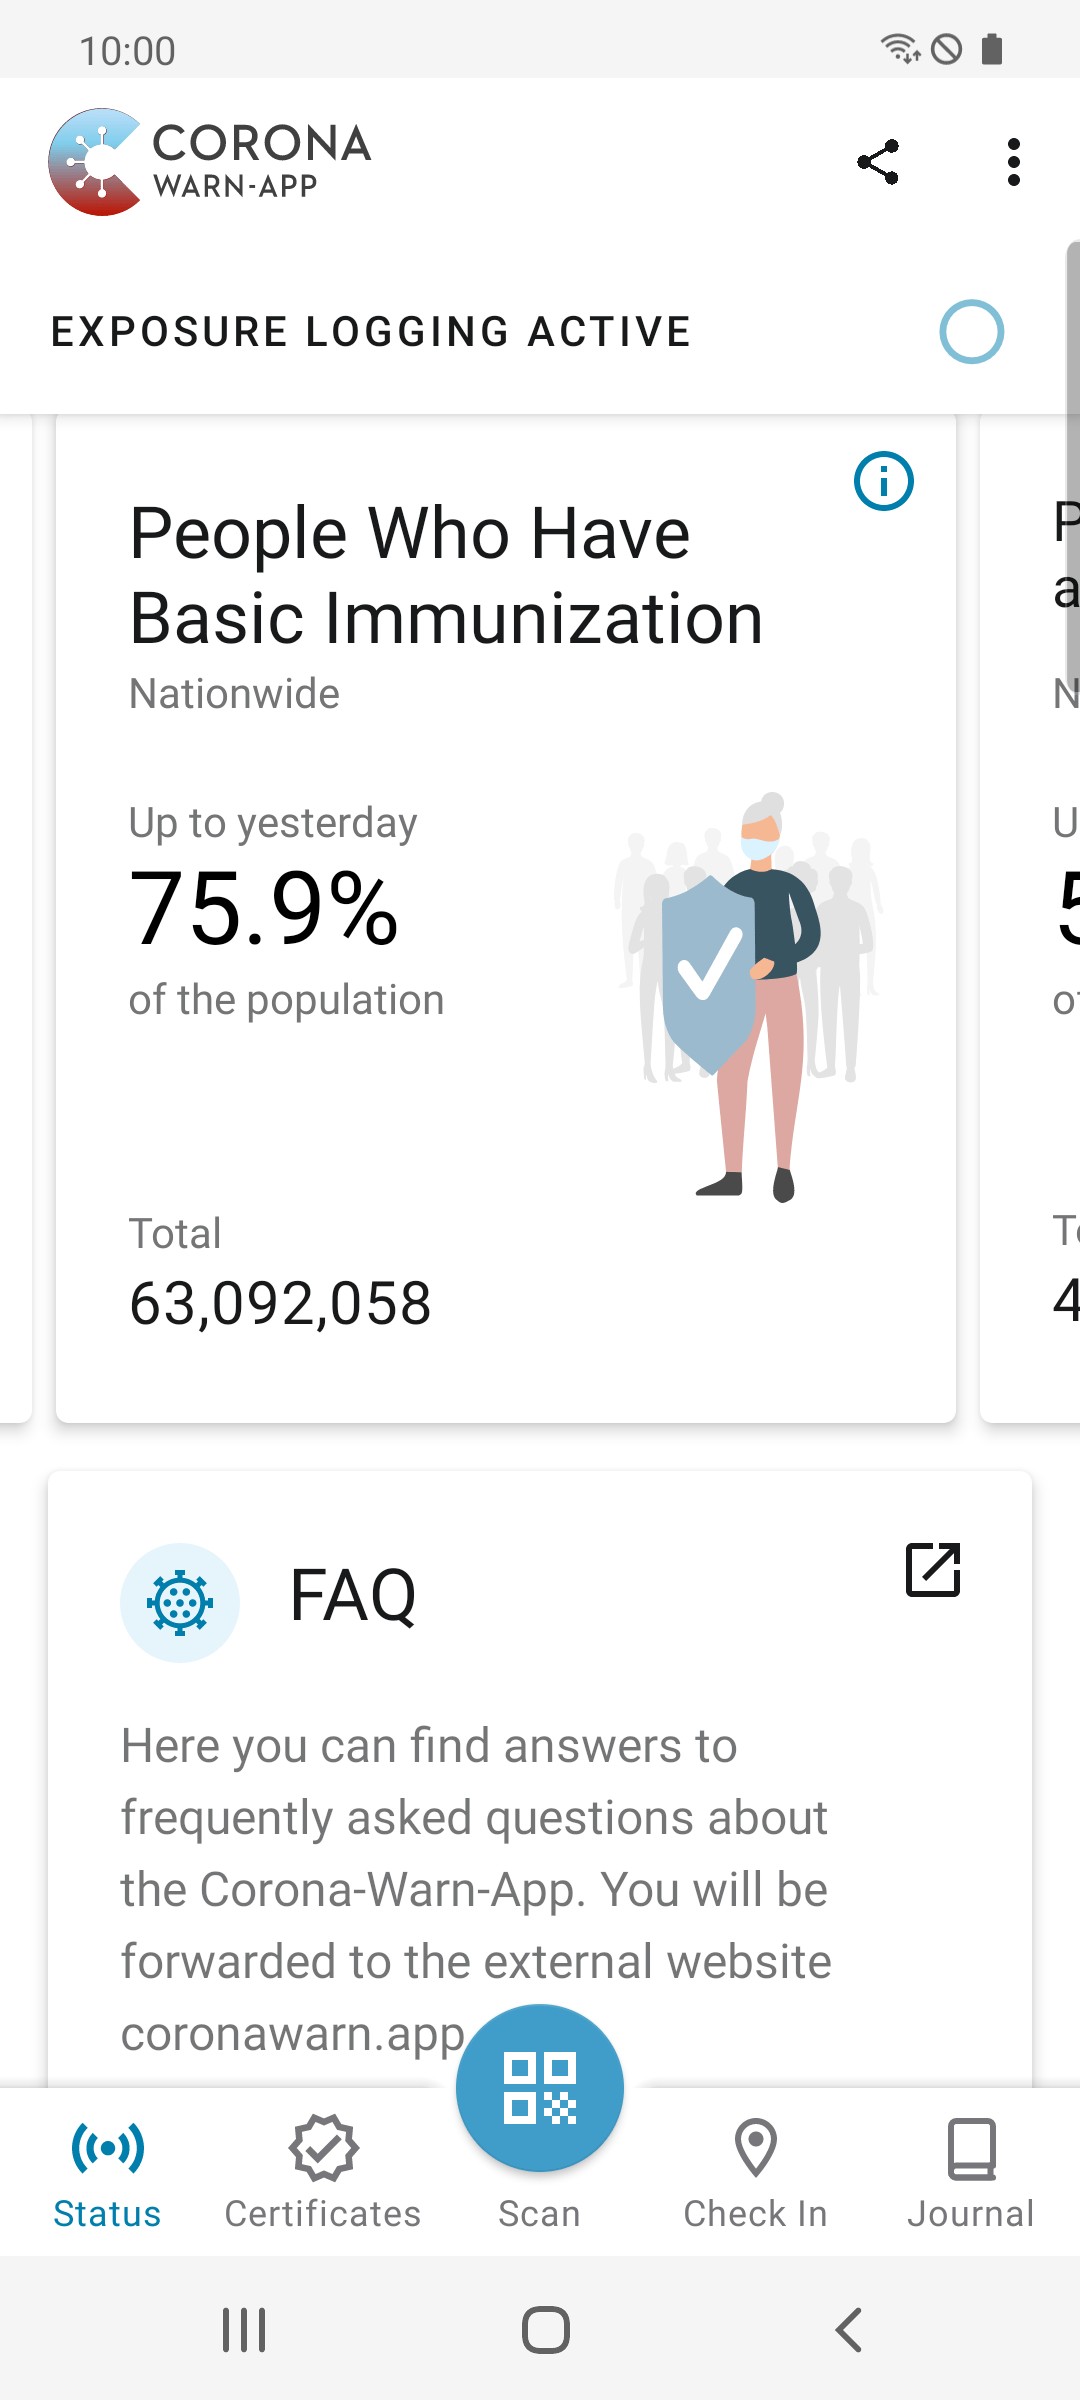 10:00
CORONA
WARN-APP
EXPOSURE LOGGING ACTIVE
People Who Have
Basic Immunization
Nationwide
Up to yesterday
75.9%
of the population
Total
63,092,058
FAQ
Here you can find answers to
frequently asked questions about
the Corona-Warn-App. You will be
forwarded to the external website
coronawarn.app
Status
Certificates
Scan
Check In
Journal